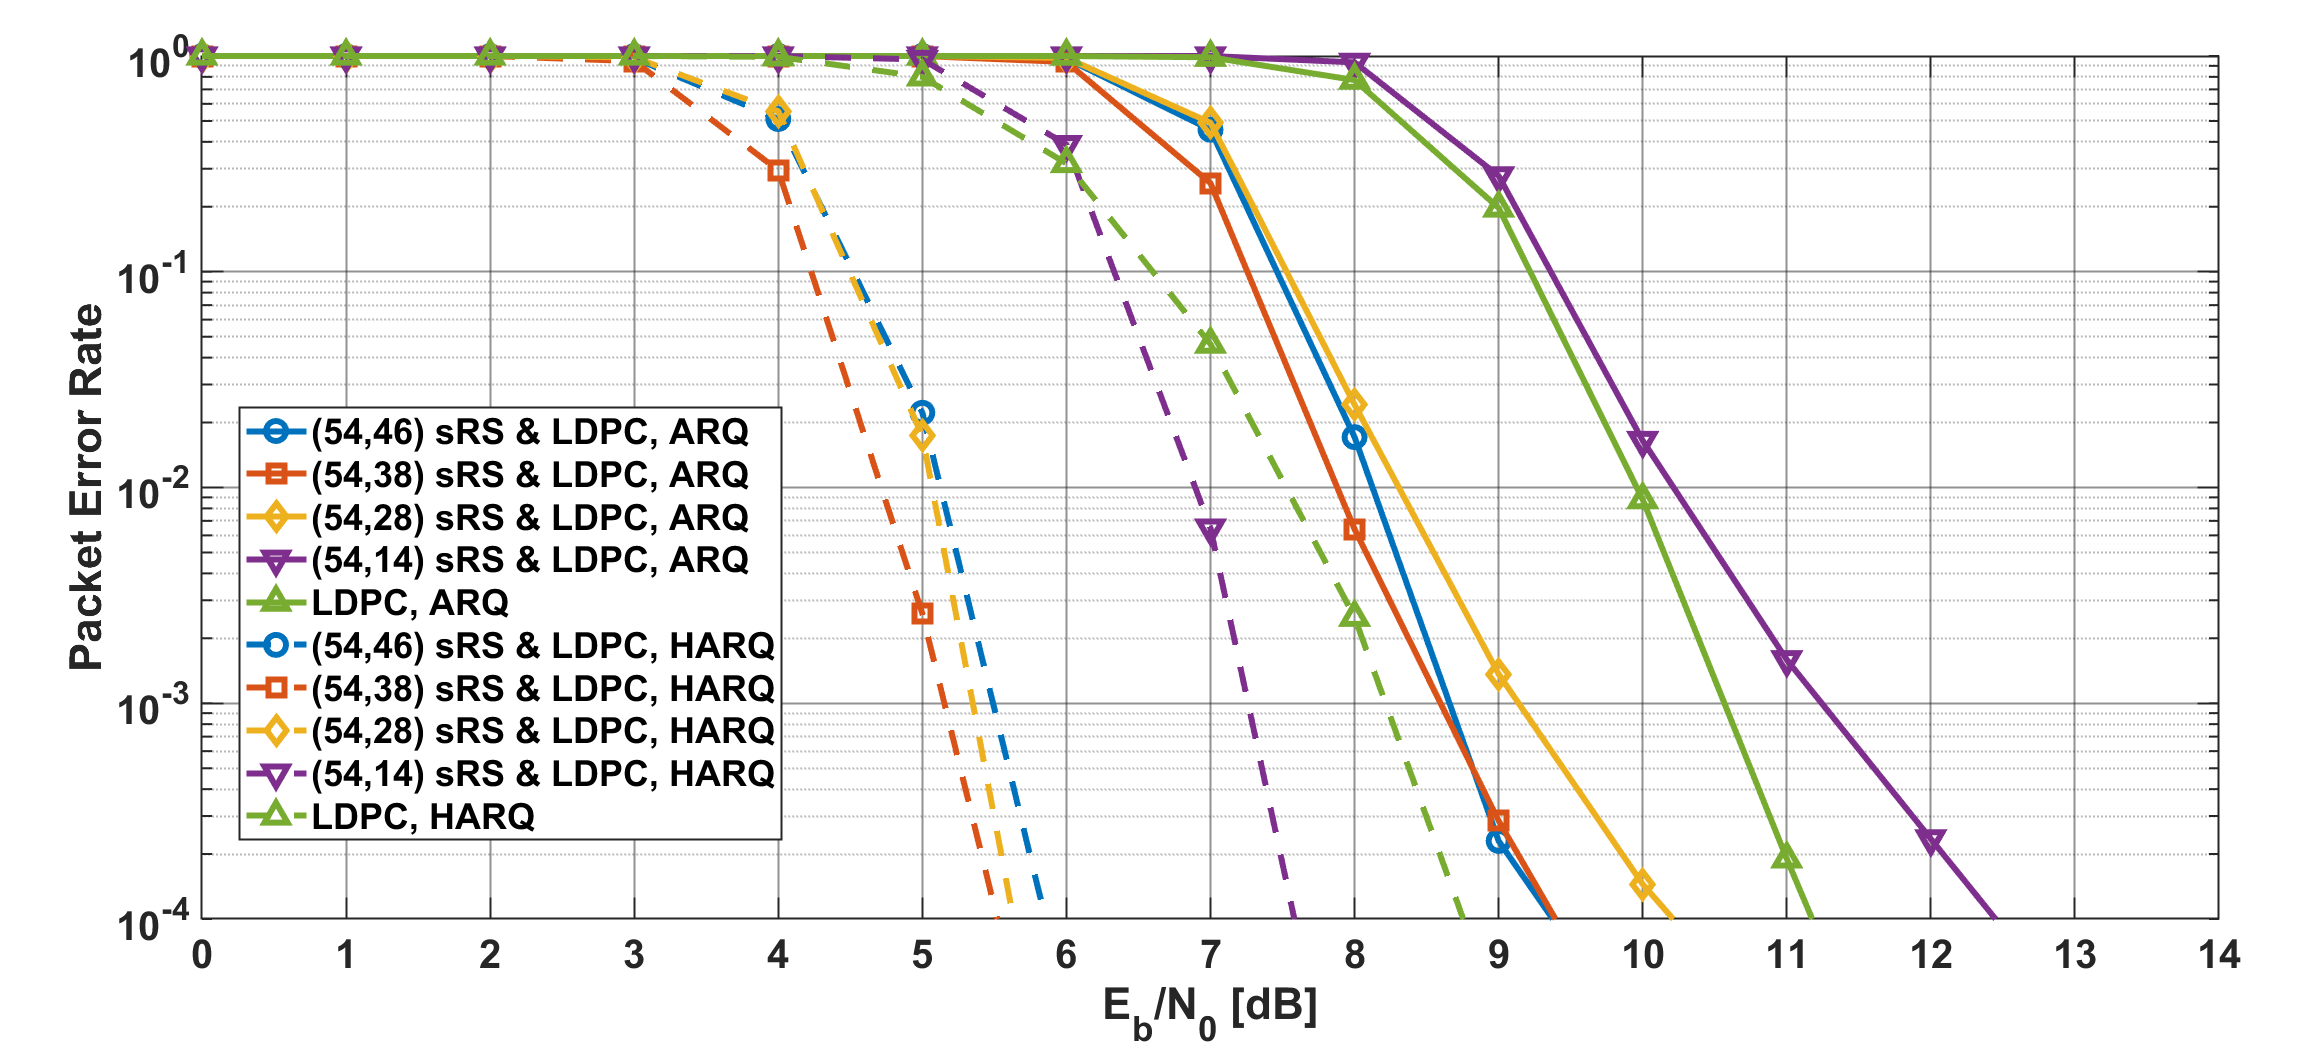 10^0
10^-1
10^-2
10^-3
10^-4
Packet Error Rate
(54,46) sRS & LDPC, ARQ
(54,38) sRS & LDPC, ARQ
(54,28) sRS & LDPC, ARQ
(54,14) sRS & LDPC, ARQ
LDPC, ARQ
(54,46) sRS & LDPC, HARQ
(54,38) sRS & LDPC, HARQ
(54,28) sRS & LDPC, HARQ
(54,14) sRS & LDPC, HARQ
LDPC, HARQ
0 1 2 3 4 5 6 7 8 9 10 11 12 13 14
E_b/N_0 [dB]